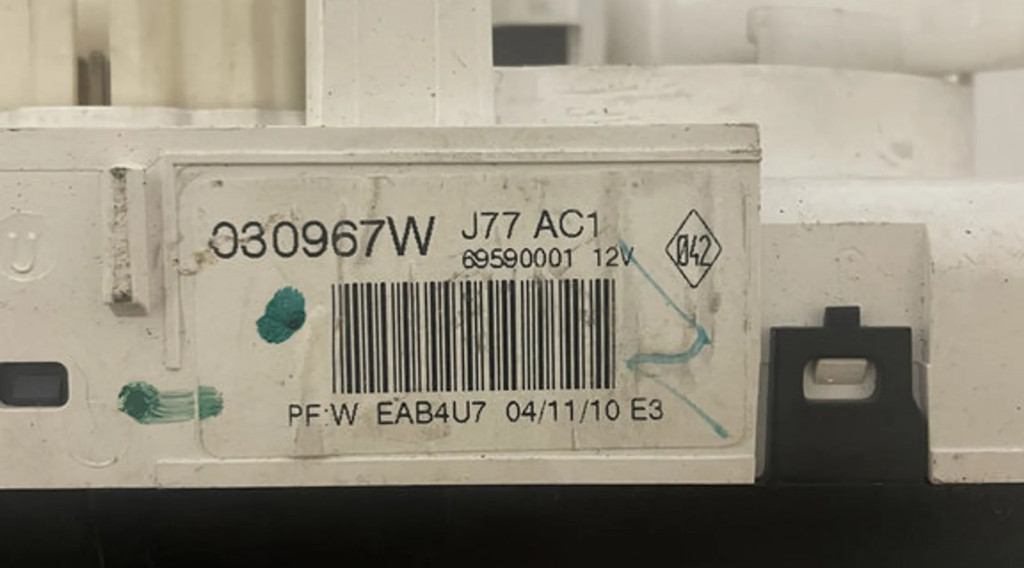 030967W
J77 AC1
69590001 12V
042
PF:W EAB4U7 04/11/10 E3
U